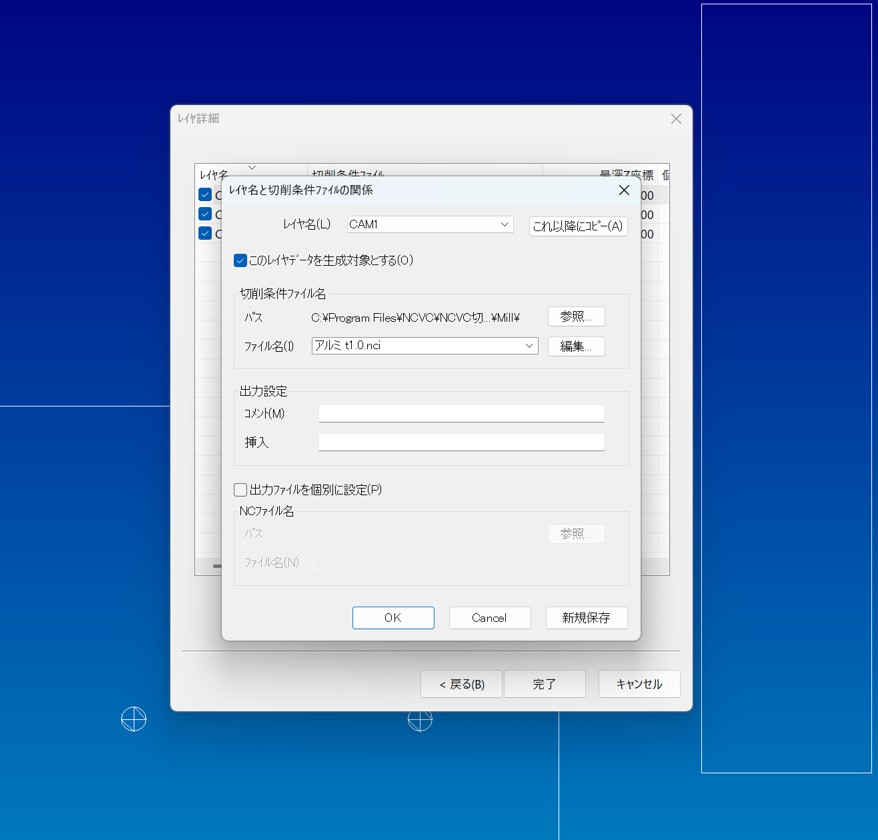 ﾚｲﾔ詳細
ﾚｲﾔ名 切削条件ﾌｧｲﾙ 最深Z座標
ﾚｲﾔ名と切削条件ﾌｧｲﾙの関係
00
00
00
ﾚｲﾔ名(L) CAM1 これ以降にｺﾋﾟｰ(A)
このﾚｲﾔﾃﾞｰﾀを生成対象とする(O)
切削条件ﾌｧｲﾙ名
ﾊﾟｽ C:¥Program Files¥NCVC¥NCVC切...¥Mill¥ 参照...
ﾌｧｲﾙ名(I) アルミ t1.0.nci 編集...
出力設定
ｺﾒﾝﾄ(M)
挿入
出力ﾌｧｲﾙを個別に設定(P)
NCﾌｧｲﾙ名
ﾊﾟｽ 参照...
ﾌｧｲﾙ名(N)
OK Cancel 新規保存
< 戻る(B) 完了 キャンセル